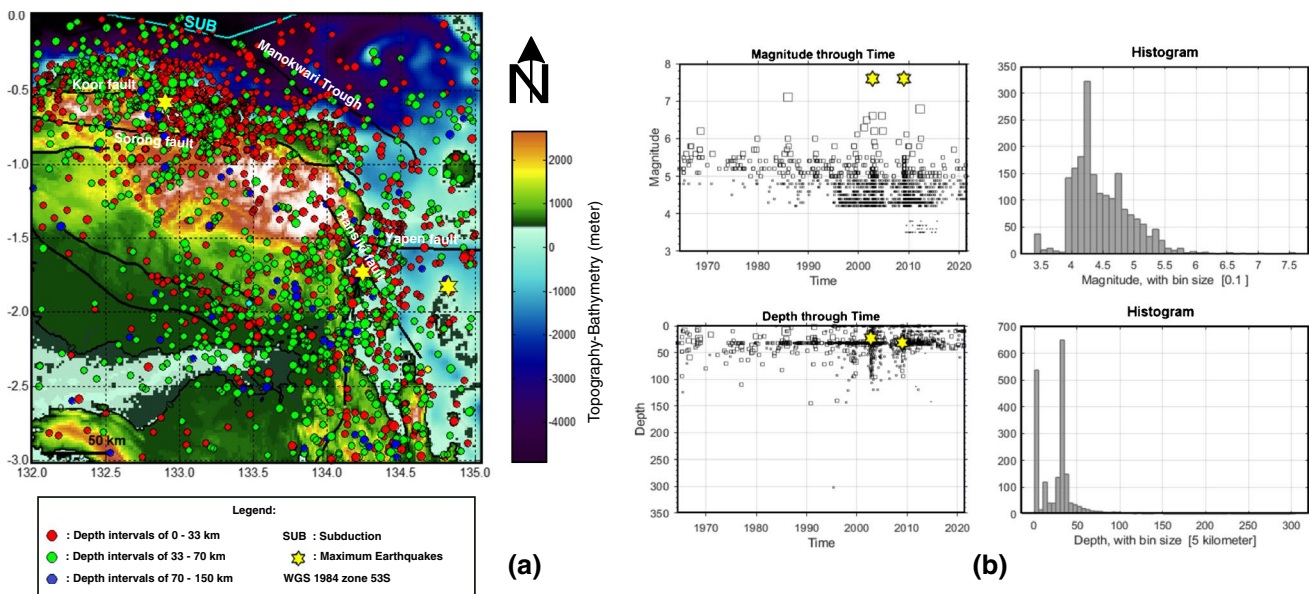 0.0
-0.5
-1.0
-1.5
-2.0
-2.5
-3.0
132.0 132.5 133.0 133.5 134.0 134.5 135.0
SUB
Manokwari Trough
Koor fault
Sorong fault
Ransiki fault
Yapen fault
50 km
N
2000
1000
0
-1000
-2000
-3000
-4000
Topography-Bathymetry (meter)
Legend:
: Depth intervals of 0 - 33 km
: Depth intervals of 33 - 70 km
: Depth intervals of 70 - 150 km
SUB : Subduction
: Maximum Earthquakes
WGS 1984 zone 53S
(a)
Magnitude through Time
8
7
6
5
4
3
Magnitude
1970 1980 1990 2000 2010 2020
Time
Histogram
350
300
250
200
150
100
50
0
3.5 4 4.5 5 5.5 6 6.5 7 7.5
Magnitude, with bin size [0.1 ]
Depth through Time
0
50
100
150
200
250
300
350
Depth
1970 1980 1990 2000 2010 2020
Time
Histogram
700
600
500
400
300
200
100
0
0 50 100 150 200 250 300
Depth, with bin size [5 kilometer]
(b)